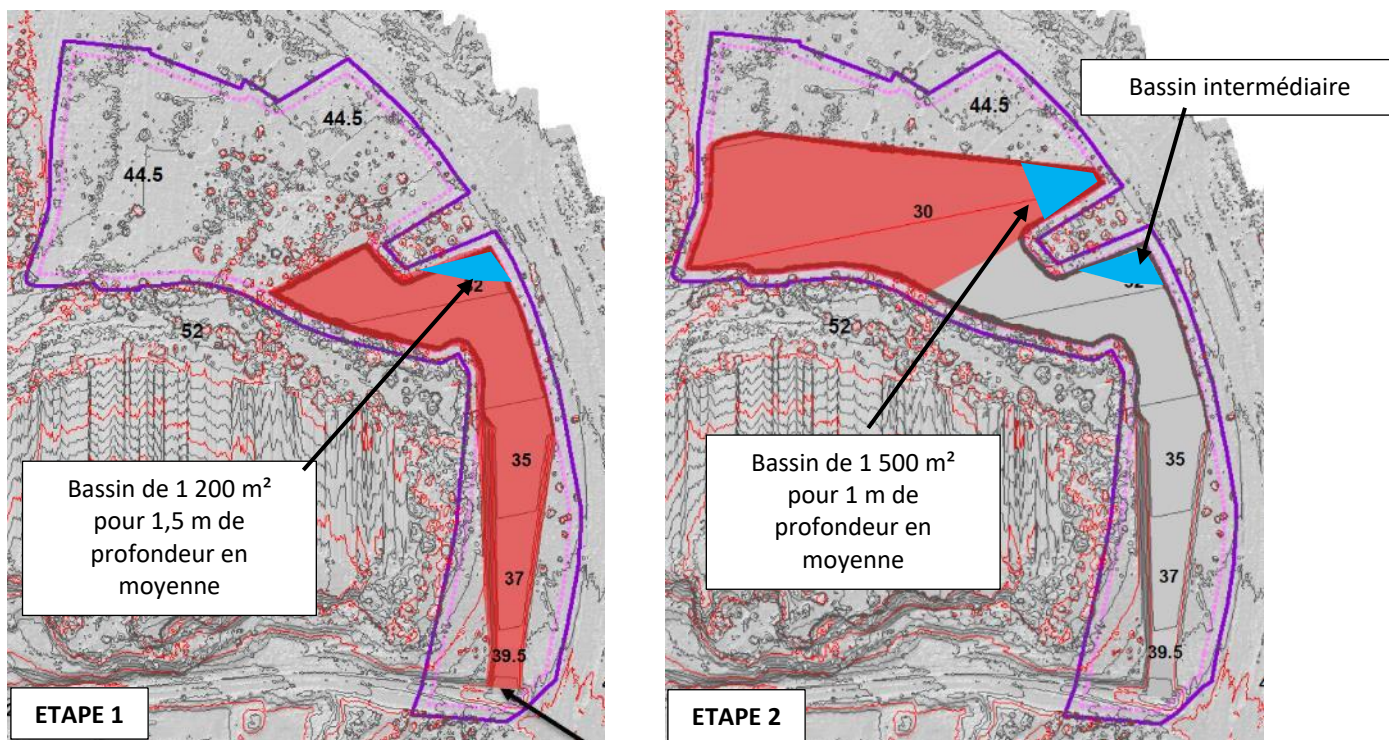 44.5
44.5
52
32
35
37
39.5
Bassin de 1 200 m²
pour 1,5 m de
profondeur en
moyenne
ETAPE 1
Bassin intermédiaire
44.5
30
52
35
37
39.5
Bassin de 1 500 m²
pour 1 m de
profondeur en
moyenne
ETAPE 2